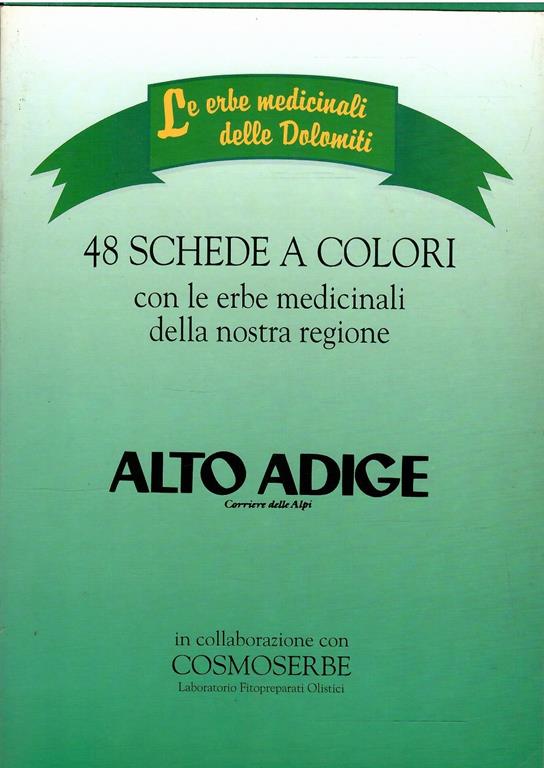 Le erbe medicinali
delle Dolomiti
48 SCHEDE A COLORI
con le erbe medicinali
della nostra regione
ALTO ADIGE
Corriere delle Alpi
in collaborazione con
COSMOSERBE
Laboratorio Fitopreparati Olistici